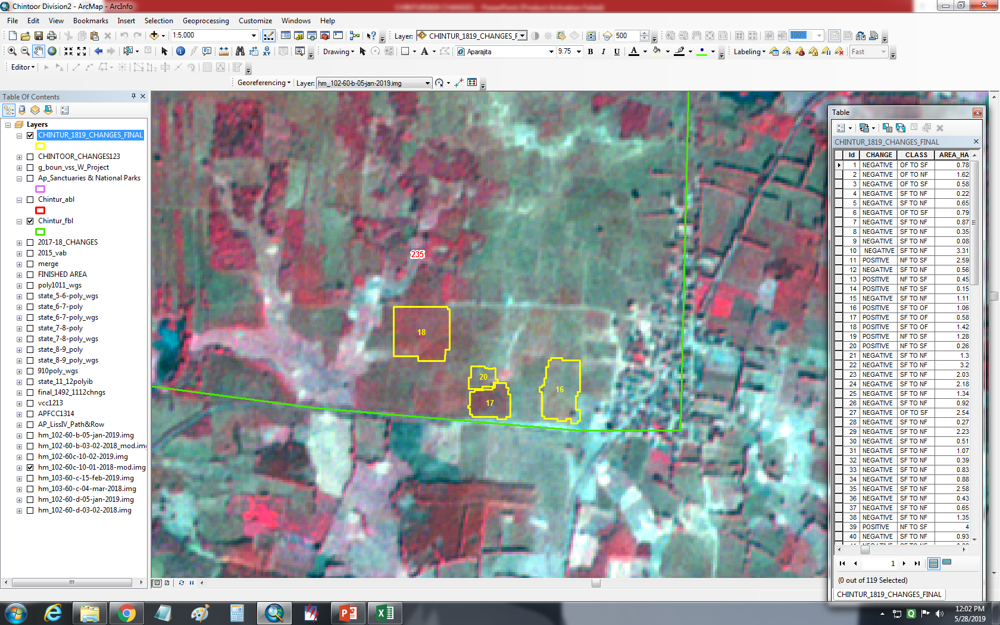 Chintoor Division2 - ArcMap - ArcInfo
File Edit View Bookmarks Insert Selection Geoprocessing Customize Windows Help
1:5,000 Layer: CHINTUR_1819_CHANGES_F 500 100%
Drawing Aparajita 9.75 B I U A Labeling Fast
Editor
Georeferencing Layer: hm_102-60-b-05-jan-2019.img
Table Of Contents
Layers
CHINTUR_1819_CHANGES_FINAL
CHINTOOR_CHANGES123
g_boun_vss_W_Project
Ap_Sanctuaries & National Parks
Chintur_abl
Chintur_fbl
2017-18_CHANGES
2015_vab
merge
FINISHED AREA
poly1011_wgs
state_5-6-poly_wgs
state_6-7-poly
state_6-7-poly_wgs
state_7-8-poly
state_7-8-poly_wgs
state_8-9_poly
state_8-9_poly_wgs
910poly_wgs
state_11_12polyib
final_1492_1112chngs
vcc1213
APFCC1314
AP_LissIV_Path&Row
hm_102-60-b-05-jan-2019.img
hm_102-60-b-03-02-2018_mod.img
hm_102-60c-10-02-2019.img
hm_102-60c-10-01-2018-mod.img
hm_103-60-c-15-feb-2019.img
hm_103-60-c-04-mar-2018.img
hm_102-60-d-05-jan-2019.img
hm_102-60-d-03-02-2018.img
235
18
20
17
16
Table
CHINTUR_1819_CHANGES_FINAL
Id CHANGE CLASS AREA_HA
1 NEGATIVE OF TO SF 0.78
2 NEGATIVE OF TO NF 1.62
3 NEGATIVE OF TO SF 0.58
4 NEGATIVE SF TO NF 0.22
5 NEGATIVE SF TO NF 0.65
6 NEGATIVE OF TO SF 0.79
7 NEGATIVE SF TO NF 0.87
8 NEGATIVE SF TO NF 0.35
9 NEGATIVE SF TO NF 0.08
10 NEGATIVE SF TO NF 3.31
11 POSITIVE NF TO SF 2.59
12 NEGATIVE SF TO NF 0.56
13 POSITIVE NF TO SF 0.45
14 POSITIVE NF TO SF 0.15
15 NEGATIVE SF TO NF 1.11
16 POSITIVE SF TO OF 1.06
17 POSITIVE SF TO OF 0.58
18 POSITIVE SF TO OF 1.42
19 POSITIVE NF TO SF 1.28
20 POSITIVE NF TO SF 0.26
21 NEGATIVE SF TO NF 1.3
22 NEGATIVE SF TO NF 3.2
23 NEGATIVE SF TO NF 2.03
24 NEGATIVE SF TO NF 2.18
25 NEGATIVE SF TO NF 1.34
26 NEGATIVE SF TO NF 0.92
27 NEGATIVE OF TO SF 2.54
28 NEGATIVE SF TO NF 0.27
29 NEGATIVE SF TO NF 2.23
30 NEGATIVE SF TO NF 0.51
31 NEGATIVE SF TO NF 1.07
32 NEGATIVE SF TO NF 0.39
33 NEGATIVE SF TO NF 0.83
34 NEGATIVE SF TO NF 0.88
35 NEGATIVE SF TO NF 2.58
36 NEGATIVE SF TO NF 0.43
37 NEGATIVE SF TO NF 0.65
38 NEGATIVE SF TO NF 1.35
39 POSITIVE NF TO SF 4
40 NEGATIVE SF TO NF 0.93
1
(0 out of 119 Selected)
CHINTUR_1819_CHANGES_FINAL
12:02 PM
5/28/2019